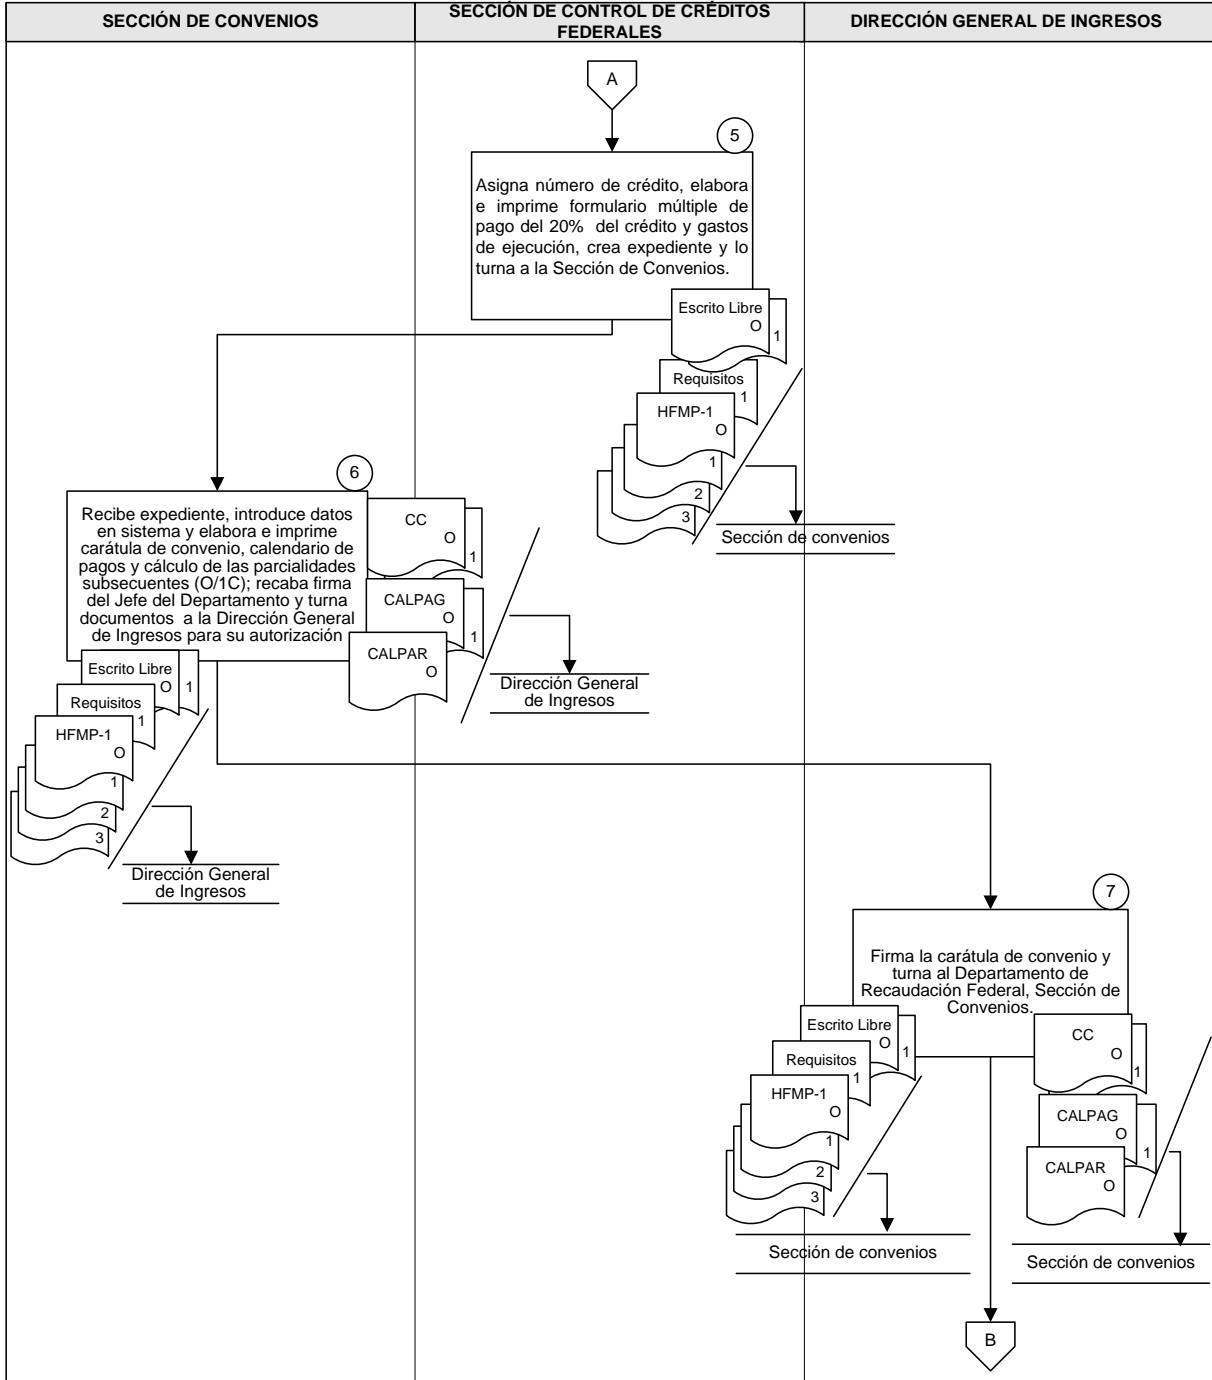 SECCIÓN DE CONVENIOS
SECCIÓN DE CONTROL DE CRÉDITOS
FEDERALES
DIRECCIÓN GENERAL DE INGRESOS
A
5
Asigna número de crédito, elabora
e imprime formulario múltiple de
pago del 20% del crédito y gastos
de ejecución, crea expediente y lo
turna a la Sección de Convenios.
Escrito Libre
O
1
Requisitos
1
HFMP-1
O
1
2
3
Sección de convenios
6
Recibe expediente, introduce datos
en sistema y elabora e imprime
carátula de convenio, calendario de
pagos y cálculo de las parcialidades
subsecuentes (O/1C); recaba firma
del Jefe del Departamento y turna
documentos a la Dirección General
de Ingresos para su autorización
CC
O
1
CALPAG
O
1
CALPAR
O
Dirección General
de Ingresos
Escrito Libre
O
1
Requisitos
1
HFMP-1
O
1
2
3
Dirección General
de Ingresos
7
Firma la carátula de convenio y
turna al Departamento de
Recaudación Federal, Sección de
Convenios.
Escrito Libre
O
1
Requisitos
1
HFMP-1
O
1
2
3
Sección de convenios
CC
O
1
CALPAG
O
1
CALPAR
O
Sección de convenios
B